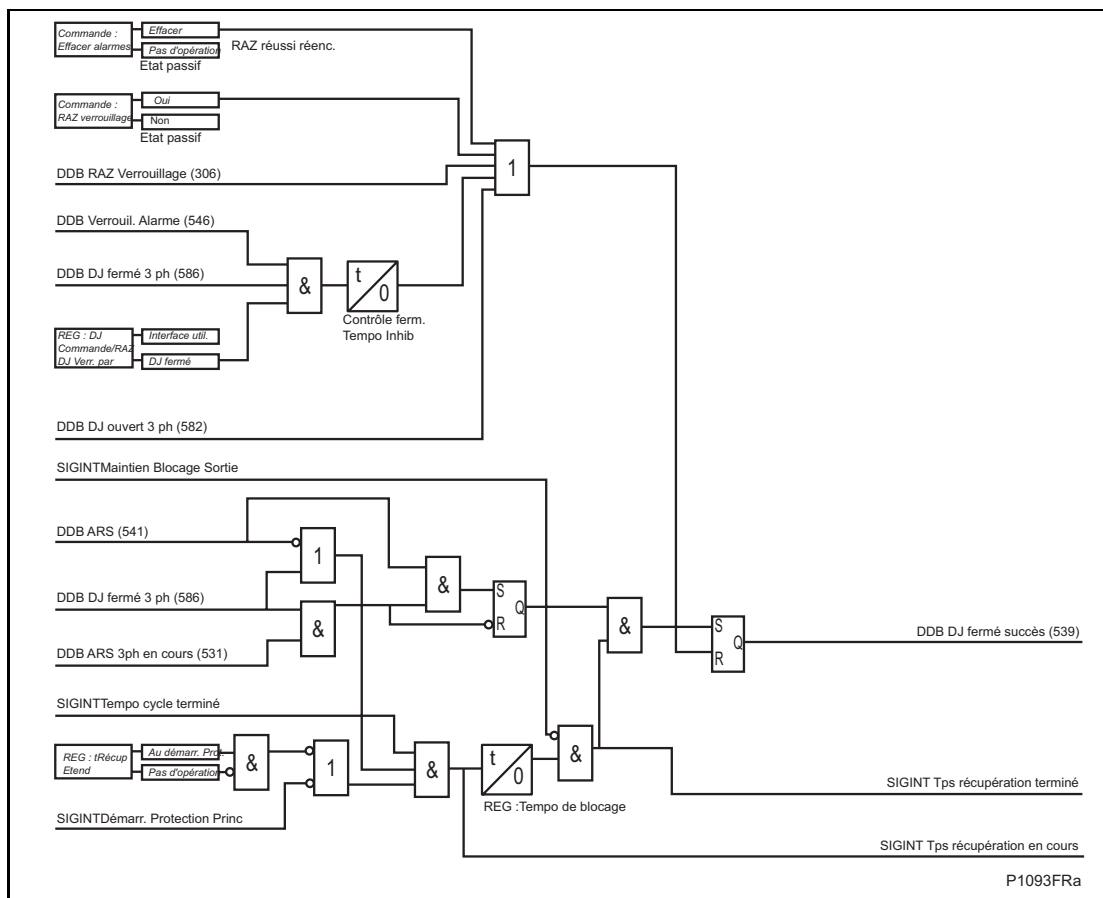 Commande :
Effacer alarmes
Effacer
Pas d'opération
RAZ réussi réenc.
Etat passif
Commande :
RAZ verrouillage
Oui
Non
Etat passif
DDB RAZ Verrouillage (306)
1
DDB Verrouil. Alarme (546)
DDB DJ fermé 3 ph (586)
&
t
0
Contrôle ferm.
Tempo Inhib
REG : DJ
Commande/RAZ
DJ Verr. par
Interface util.
DJ fermé
DDB DJ ouvert 3 ph (582)
SIGINTMaintien Blocage Sortie
DDB ARS (541)
1
&
S
Q
R
DDB DJ fermé 3 ph (586)
&
&
S
Q
R
DDB DJ fermé succès (539)
DDB ARS 3ph en cours (531)
SIGINTTempo cycle terminé
REG : tRécup
Etend
Au démarr. Prot.
Pas d'opération
&
1
&
t
0
REG :Tempo de blocage
&
SIGINT Tps récupération terminé
SIGINTDémarr. Protection Princ
SIGINT Tps récupération en cours
P1093FRa